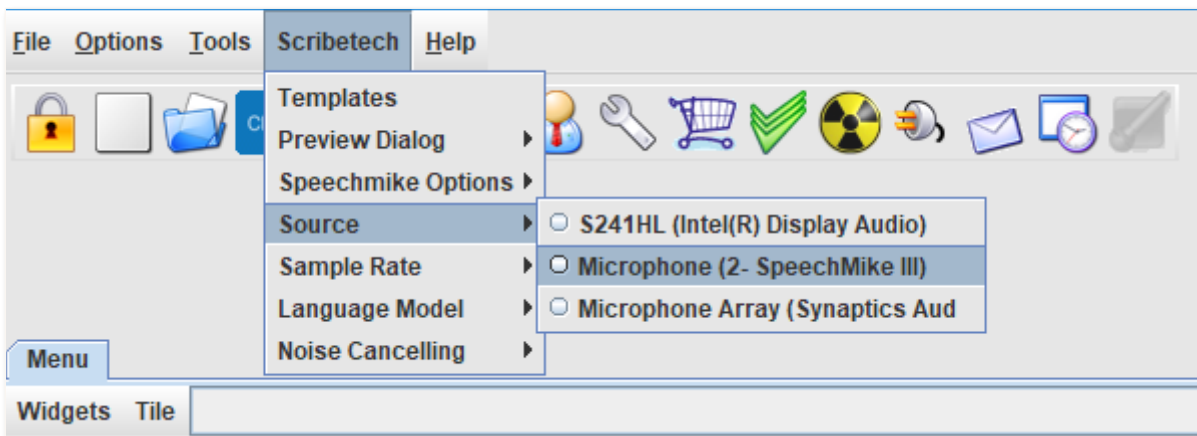 File Options Tools Scribetech Help
Templates
Preview Dialog
Speechmike Options
Source
S241HL (Intel(R) Display Audio)
Sample Rate
Microphone (2- SpeechMike III)
Language Model
Microphone Array (Synaptics Aud
Noise Cancelling
Menu
Widgets Tile